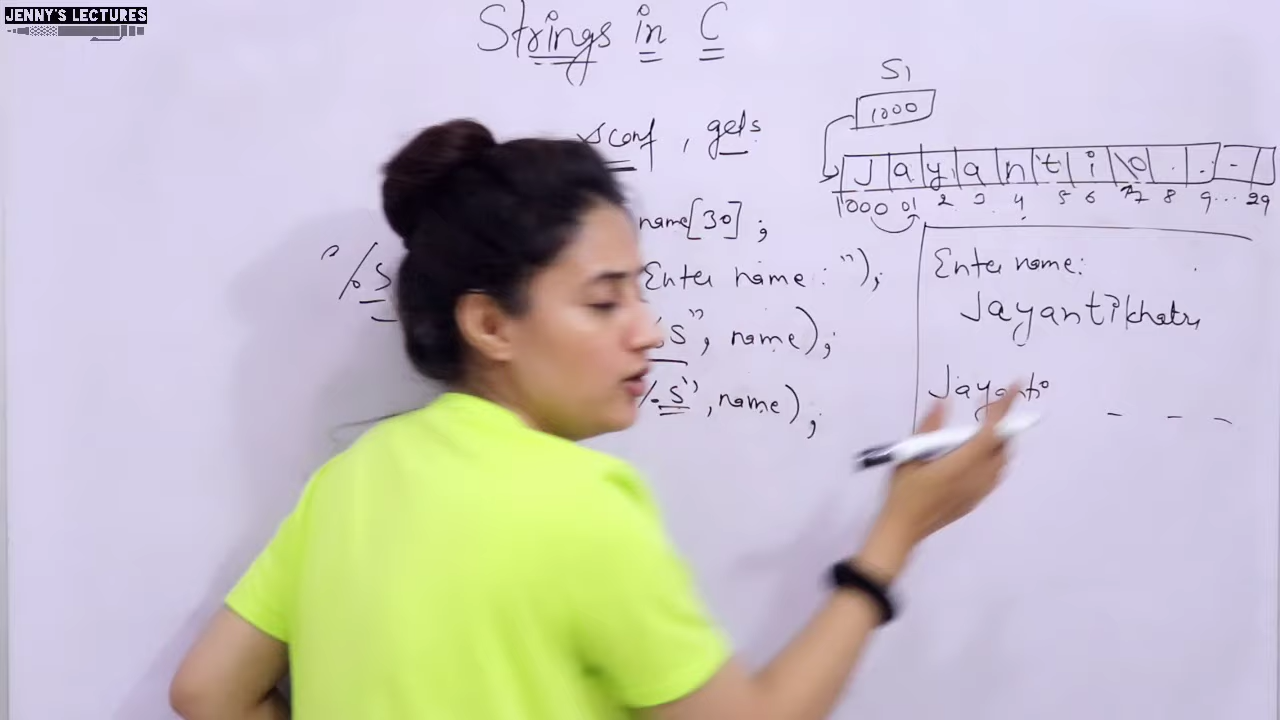 JENNY'S LECTURES
Strings in C
S1
1000
scanf, gets
J a y a n t i \0 . . -
1000 01 2 3 4 5 6 7 8 9... 29
name[30];
"%s
Enter name: ");
Enter name:
Jayanti khatri
s", name);
Jayanti
%s", name);
- - -